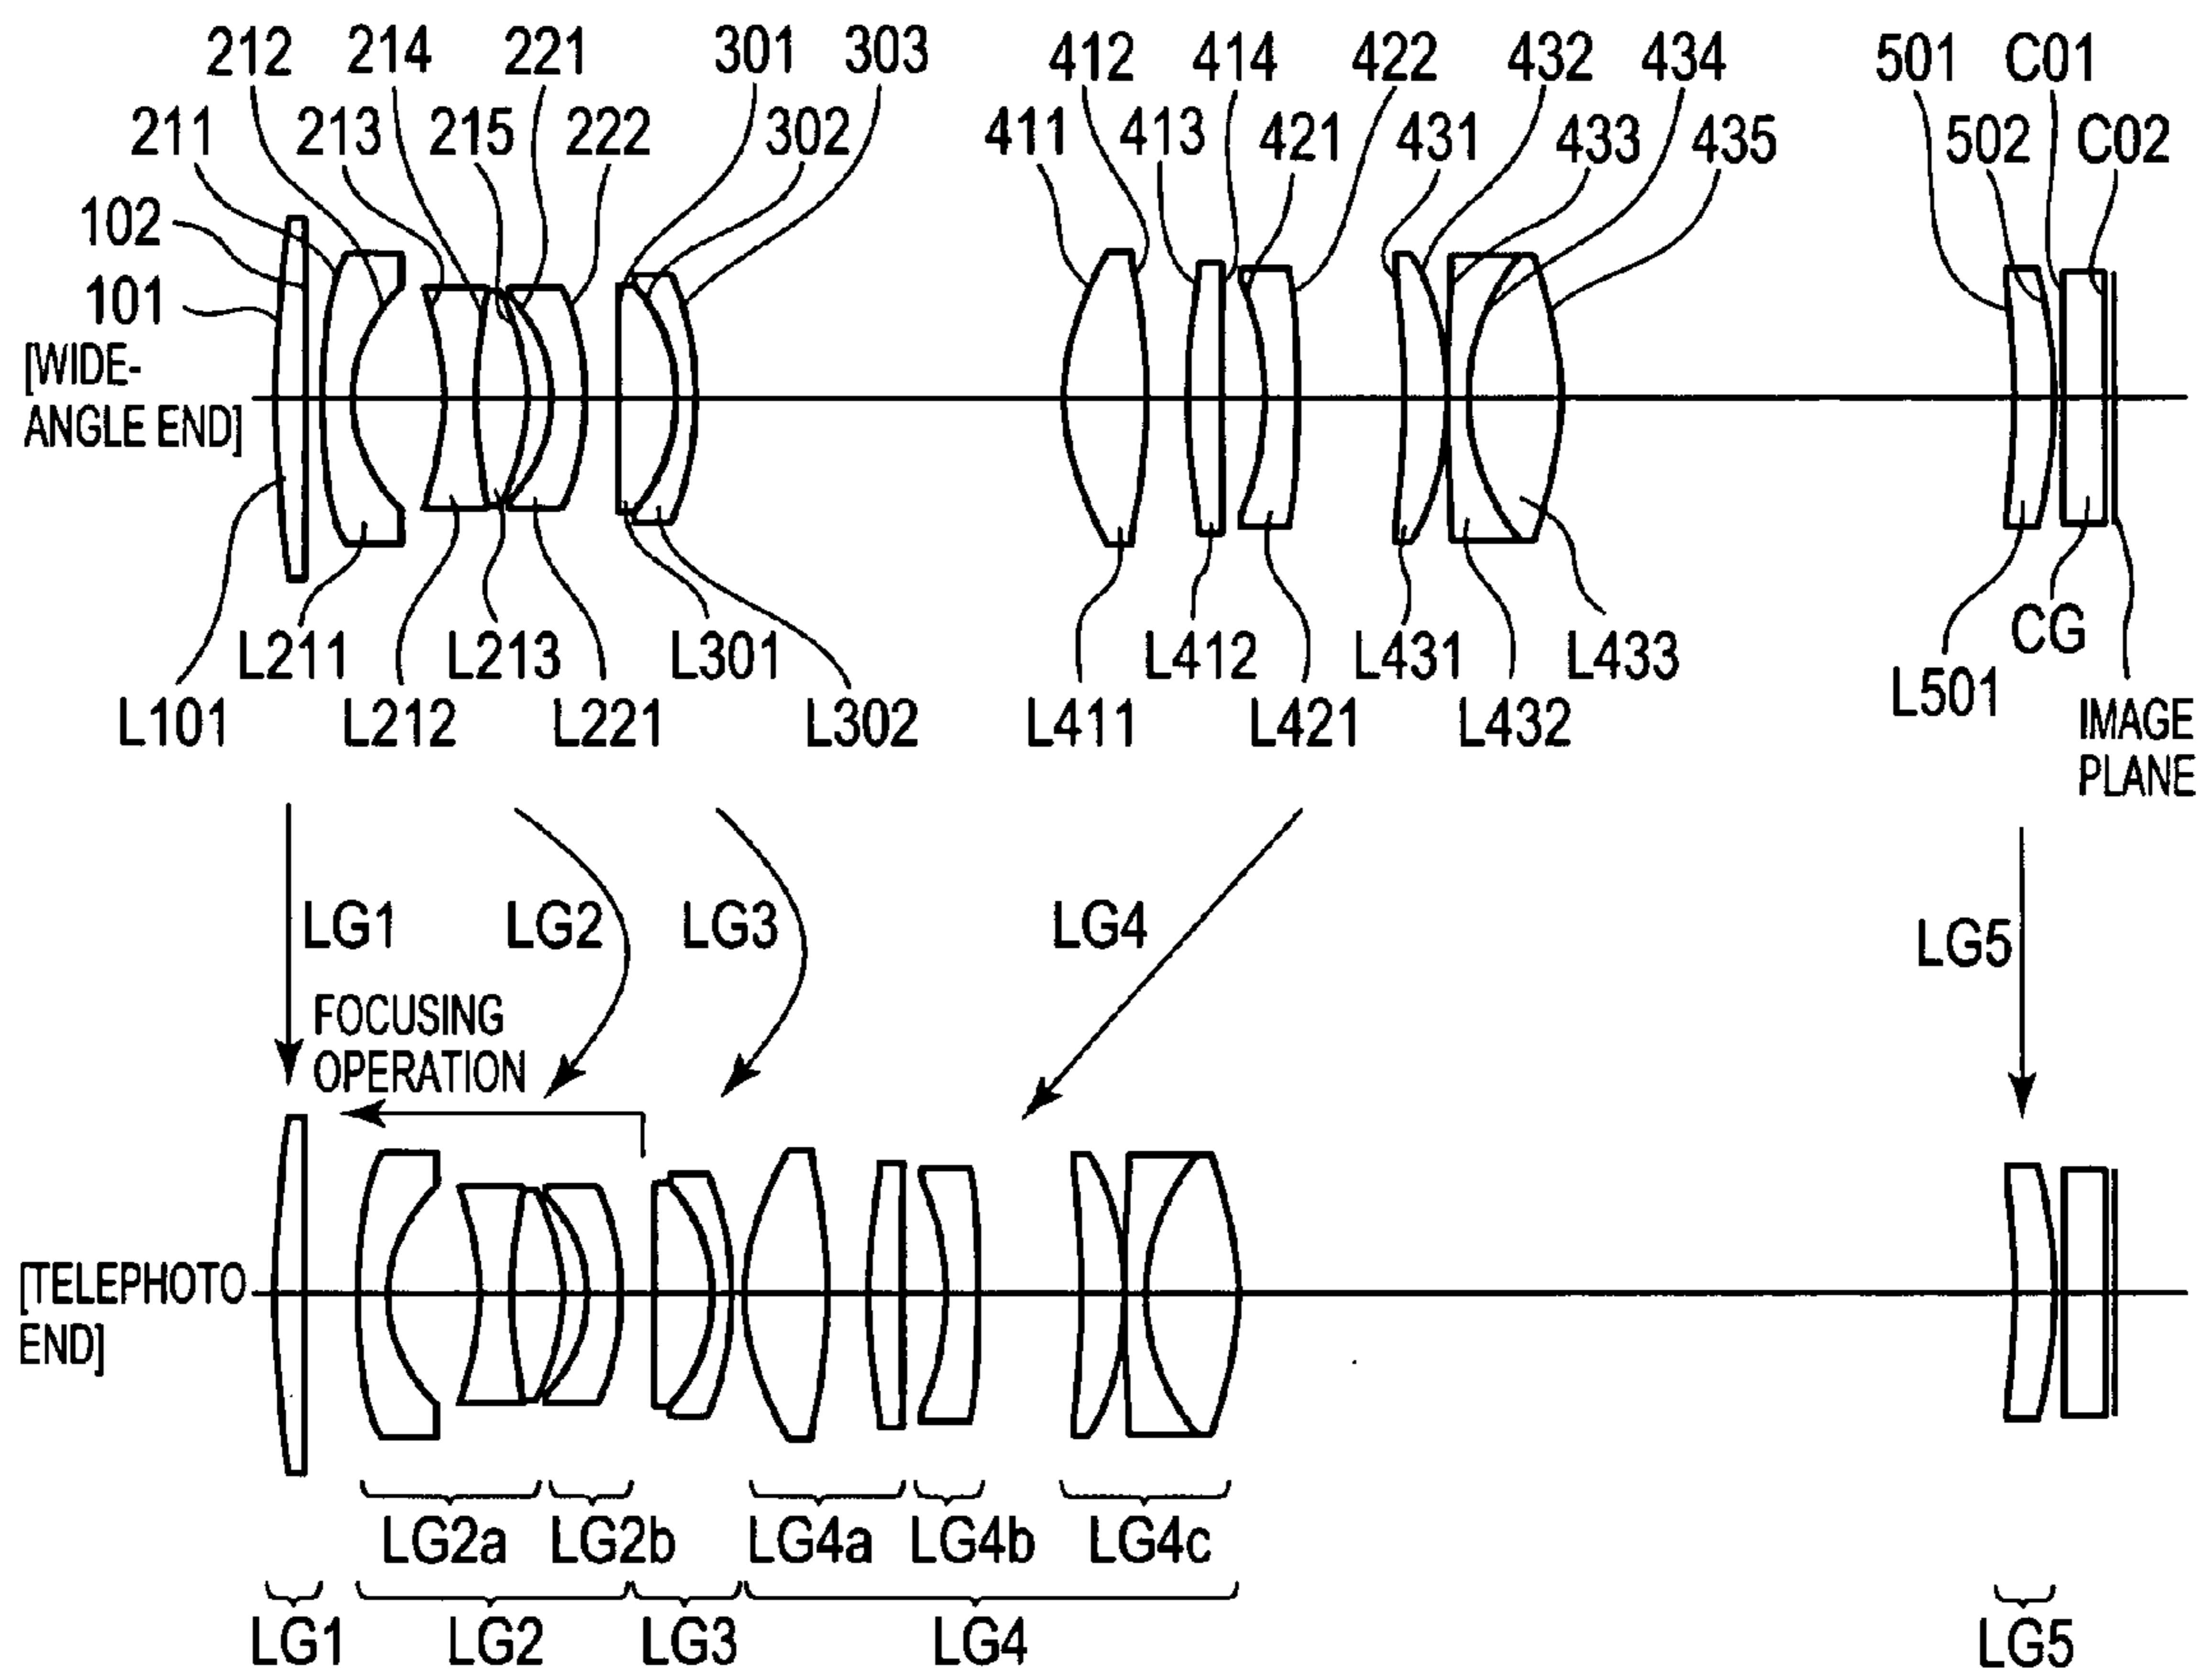 212 214 221 301 303 412 414 422 432 434 501 C01
211 213 215 222 302 411 413 421 431 433 435 502 C02
102
101
[WIDE-
ANGLE END]
L211 L213 L301 L412 L431 L433 CG
L101 L212 L221 L302 L411 L421 L432 L501
IMAGE
PLANE
LG1 LG2 LG3 LG4 LG5
FOCUSING
OPERATION
[TELEPHOTO
END]
LG2a LG2b LG4a LG4b LG4c
LG1 LG2 LG3 LG4 LG5